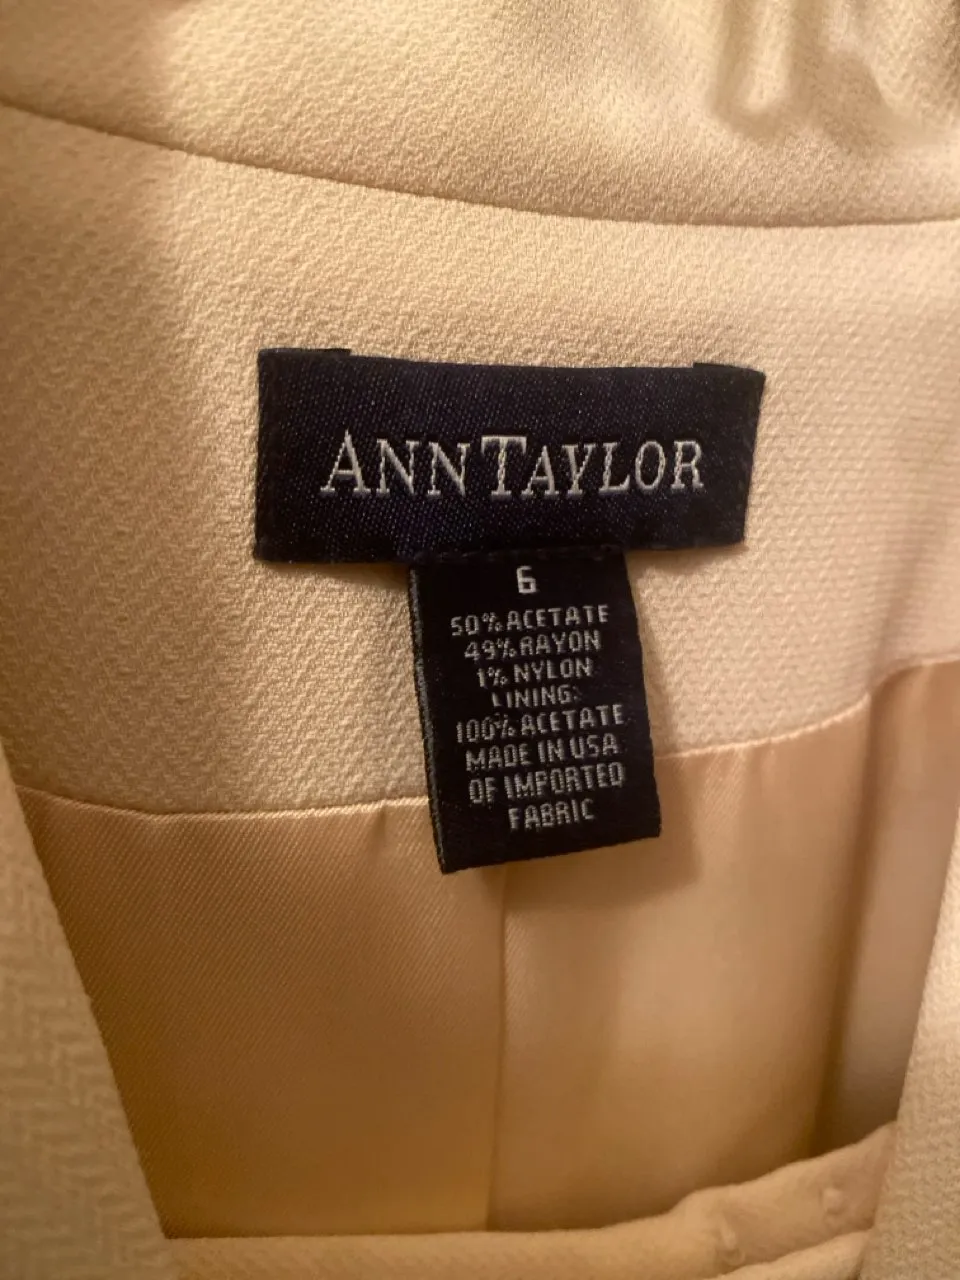 ANNTAYLOR
6
50% ACETATE
49% RAYON
1% NYLON
LINING:
100% ACETATE
MADE IN USA
OF IMPORTED
FABRIC